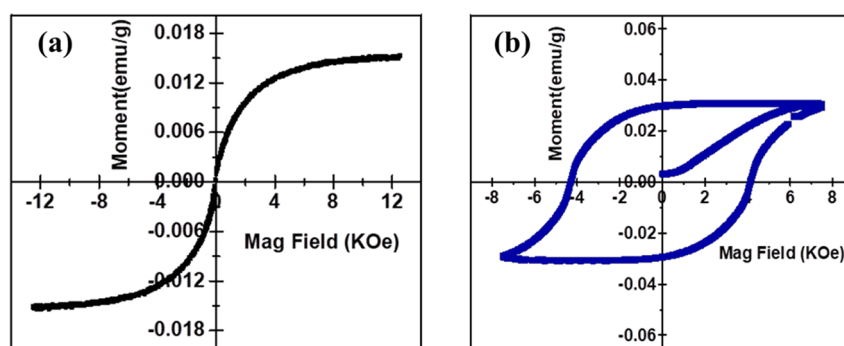 (a)
Moment(emu/g)
0.018
0.012
0.006
0.000
-12 -8 -4 0 4 8 12
-0.006
Mag Field (KOe)
-0.012
-0.018
(b)
Moment(emu/g)
0.06
0.04
0.02
0.00
-8 -6 -4 -2 0 2 4 6 8
-0.02
Mag Field (KOe)
-0.04
-0.06